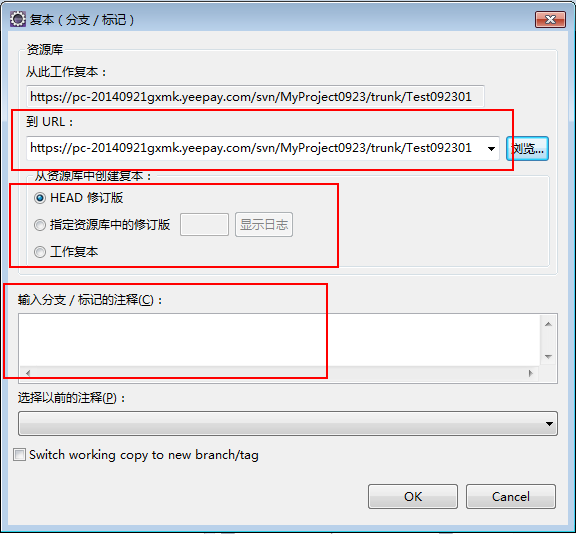 复本（分支 / 标记）
资源库
从此工作复本：
https://pc-20140921gxmk.yeepay.com/svn/MyProject0923/trunk/Test092301
到 URL：
https://pc-20140921gxmk.yeepay.com/svn/MyProject0923/trunk/Test092301
浏览...
从资源库中创建复本：
HEAD 修订版
指定资源库中的修订版
显示日志
工作复本
输入分支 / 标记的注释(C)：
选择以前的注释(P)：
Switch working copy to new branch/tag
OK
Cancel